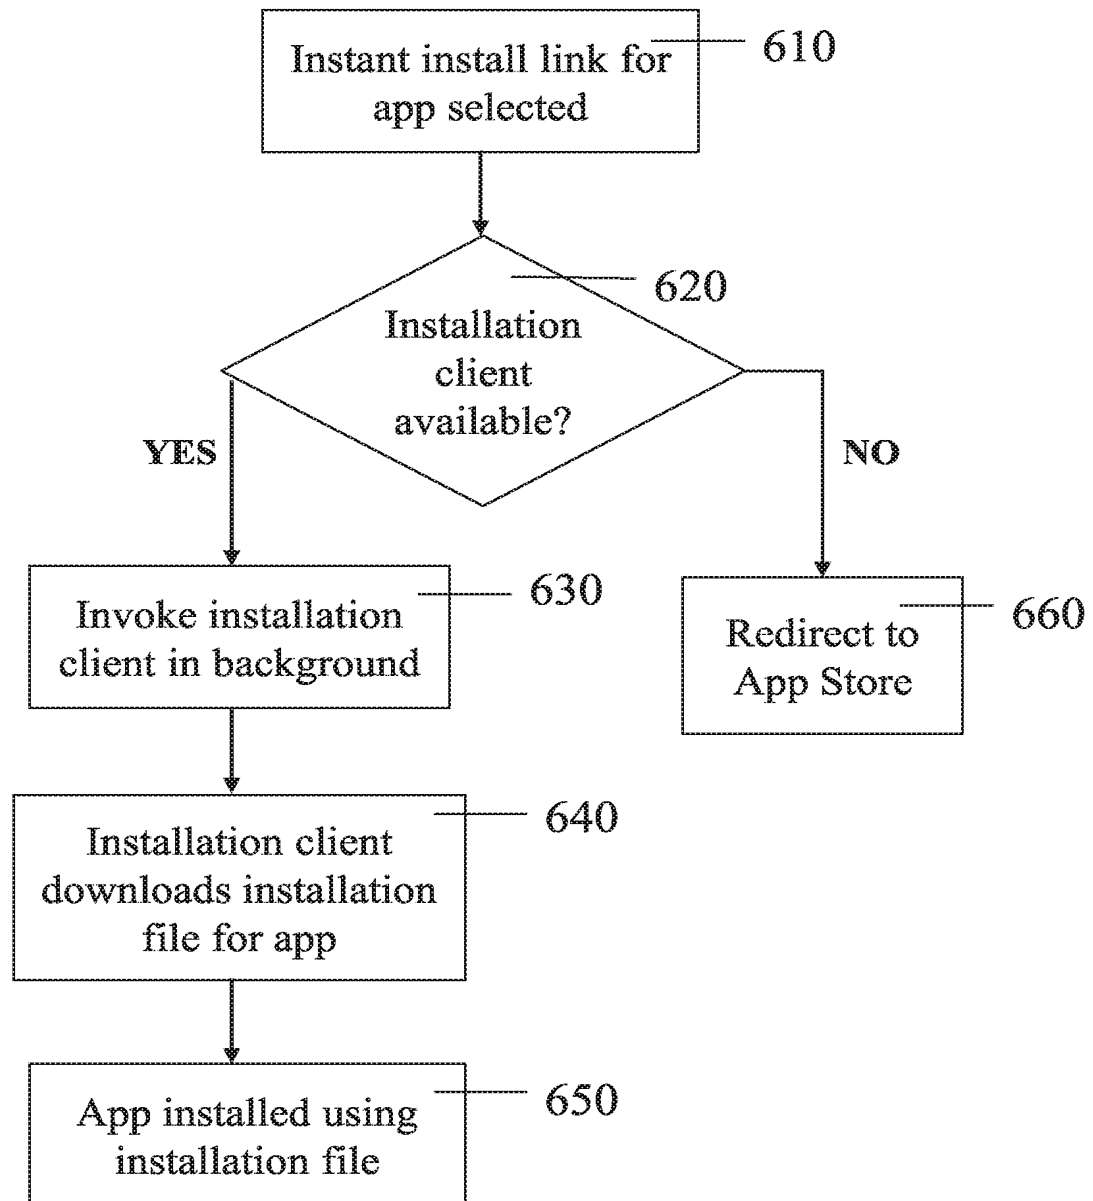 Instant install link for
app selected
610
620
Installation
client
available?
YES
NO
630
Invoke installation
client in background
660
Redirect to
App Store
640
Installation client
downloads installation
file for app
650
App installed using
installation file